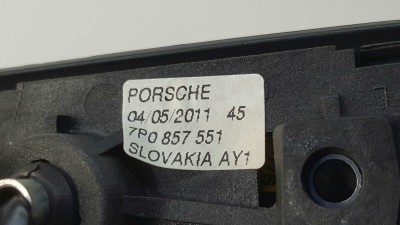 PORSCHE
04/05/2011 45
7P0 857 551
SLOVAKIA AY1